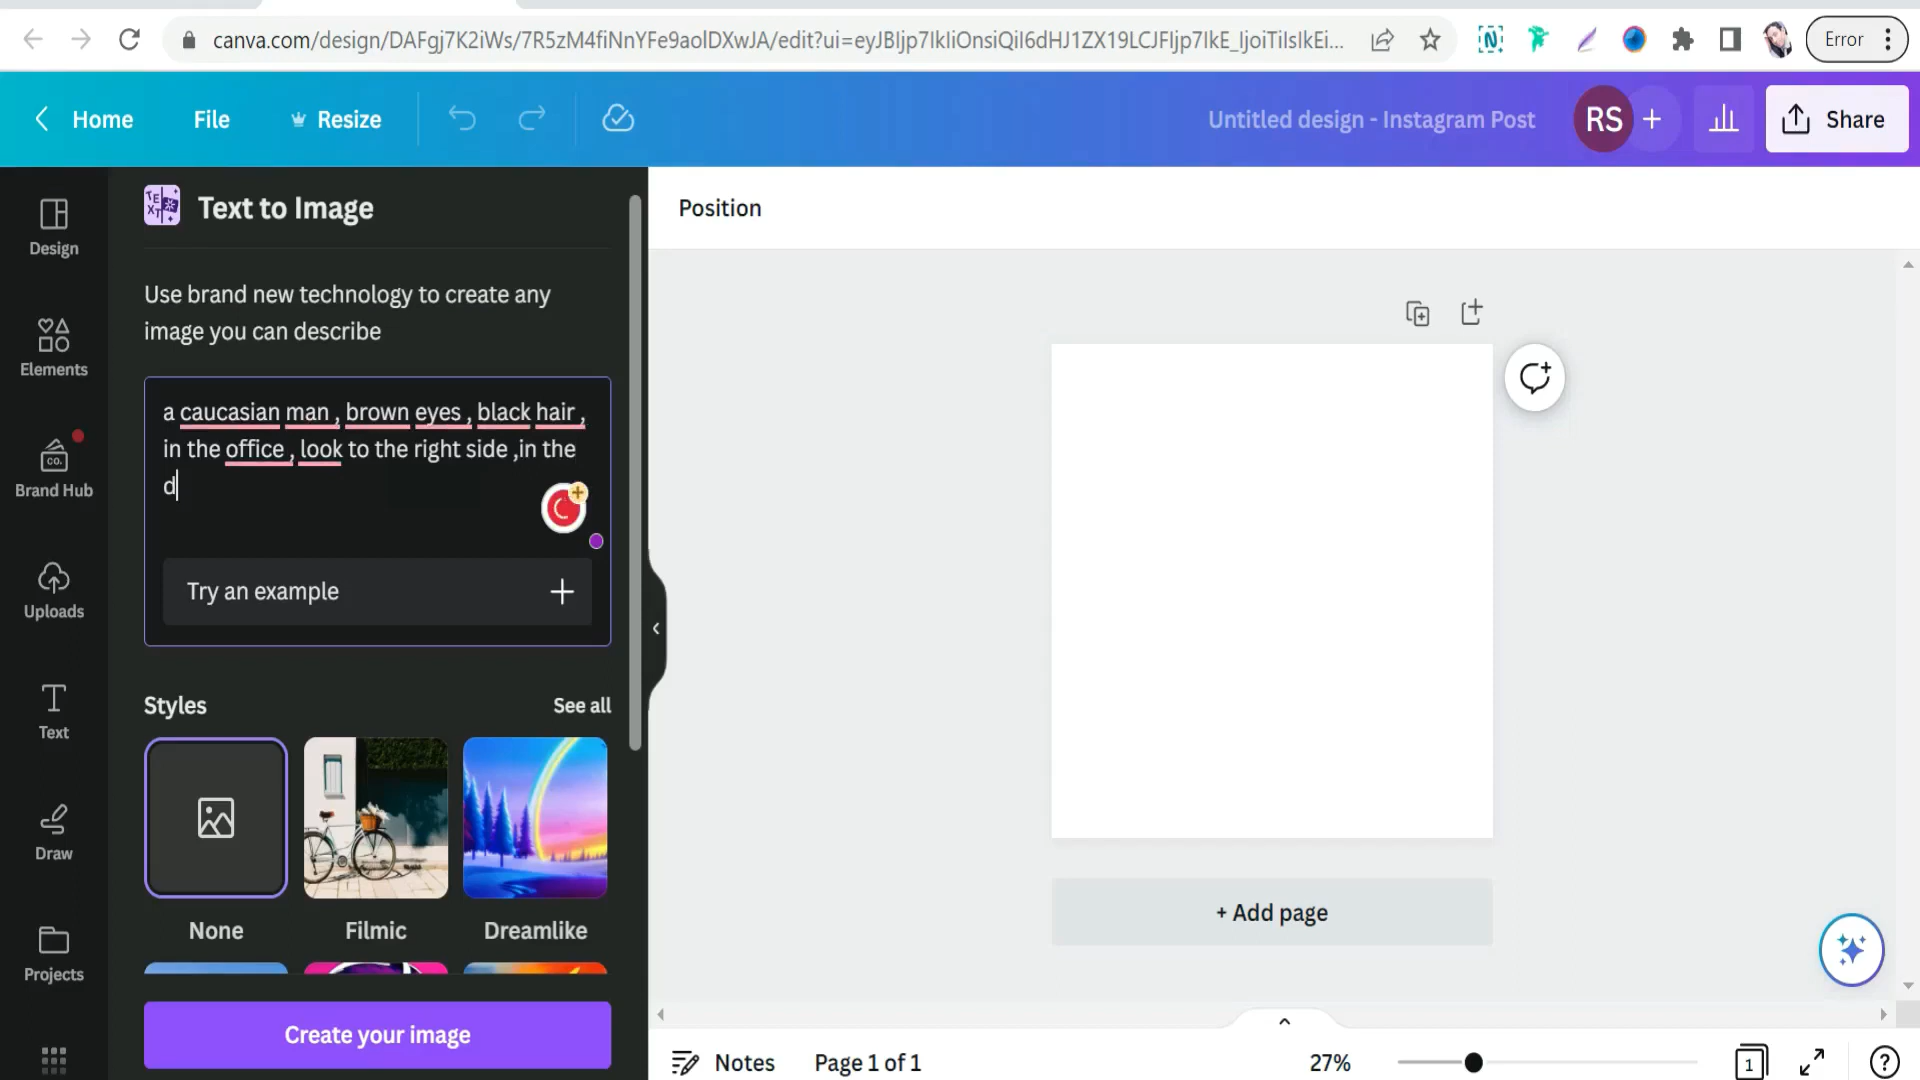 canva.com/design/DAFgj7K2iWs/7R5zM4fiNnYFe9aolDXwJA/edit?ui=eyJBIjp7IkIiOnsiQiI6dHJ1ZX19LCJFIjp7IkE_IjoiTiIsIkEi...
Error
Home
File
Resize
Untitled design - Instagram Post
RS
Share
Design
Elements
Brand Hub
Uploads
Text
Draw
Projects
TEXT
Text to Image
Use brand new technology to create any
image you can describe
a caucasian man , brown eyes , black hair ,
in the office , look to the right side ,in the
d
Try an example
Styles
See all
None
Filmic
Dreamlike
Create your image
Position
+ Add page
Notes
Page 1 of 1
27%
1